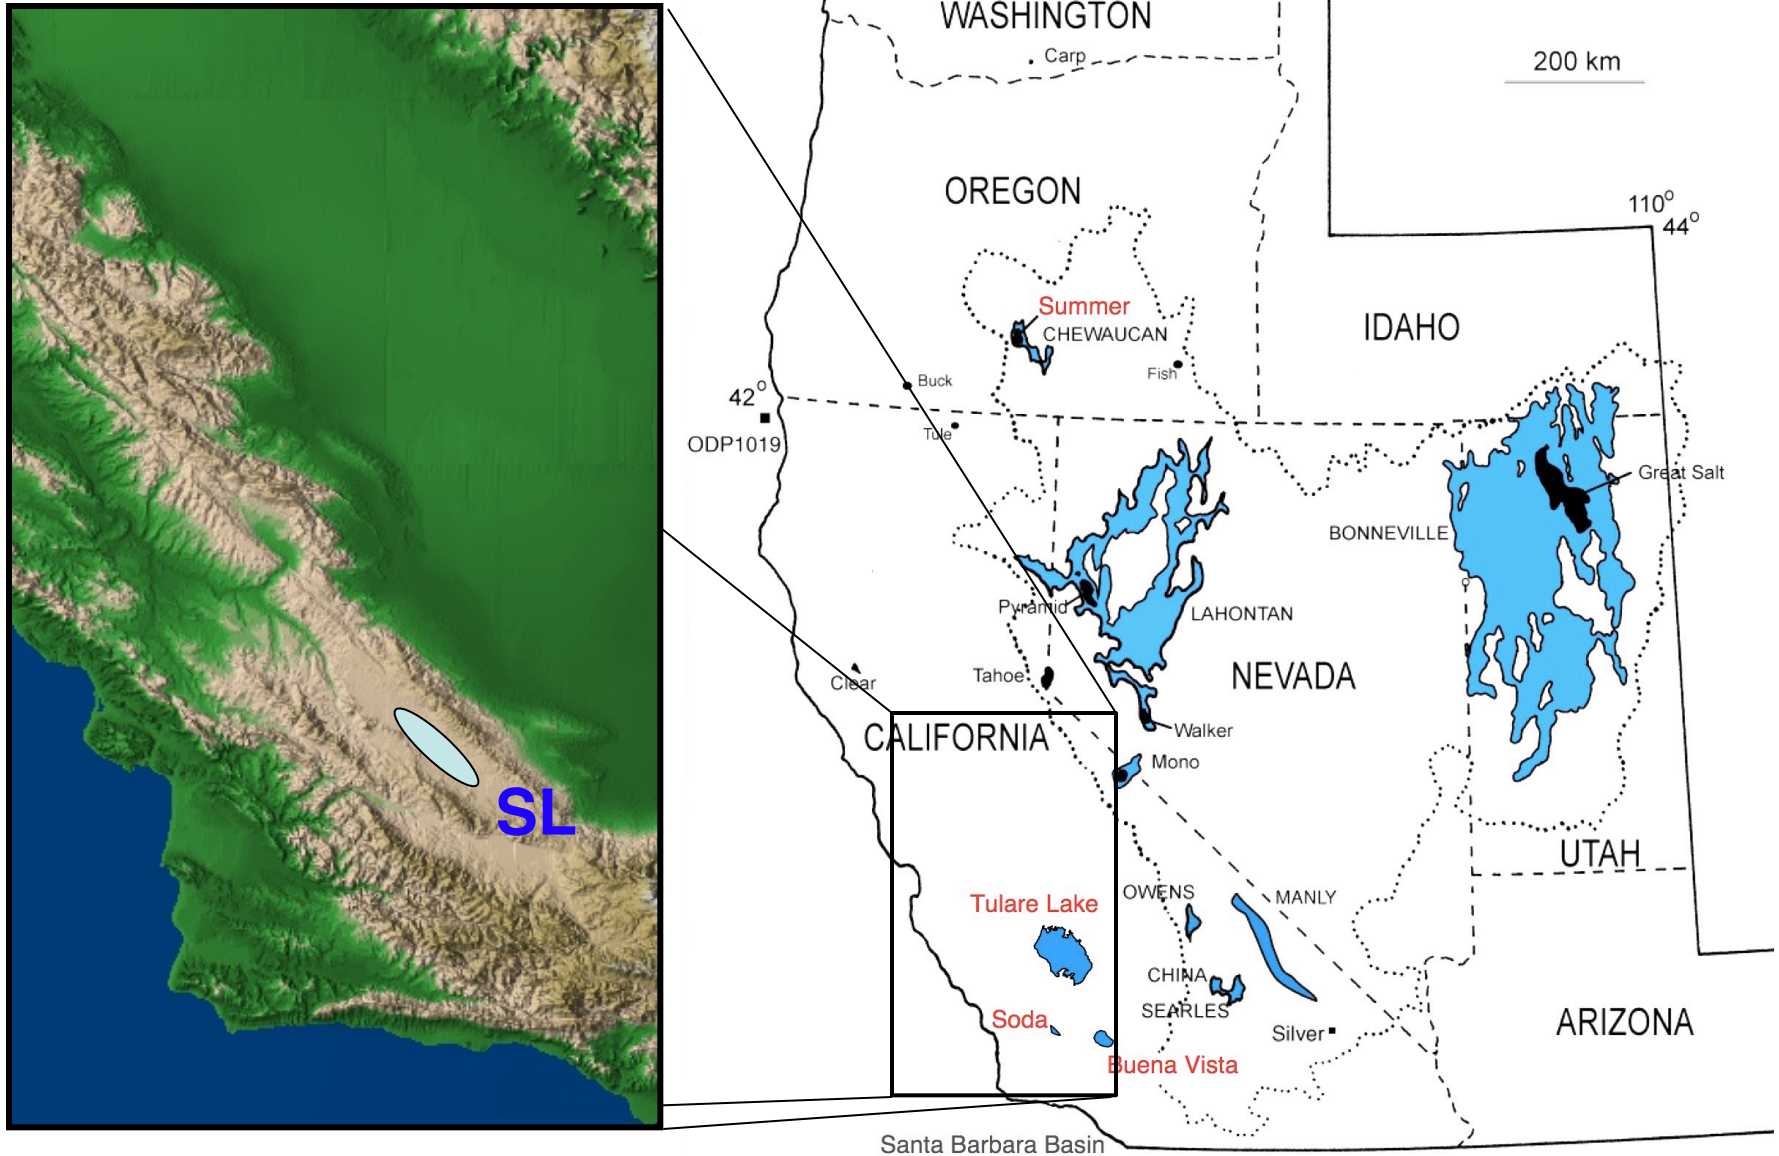 WASHINGTON
Carp
200 km
OREGON
110°
44°
Summer
CHEWAUCAN
IDAHO
Fish
Buck
42°
Tule
ODP1019
Great Salt
BONNEVILLE
Pyramid
LAHONTAN
Tahoe
Clear
NEVADA
CALIFORNIA
Walker
Mono
SL
UTAH
OWENS
MANLY
Tulare Lake
CHINA
SEARLES
Soda
Silver
ARIZONA
Buena Vista
Santa Barbara Basin